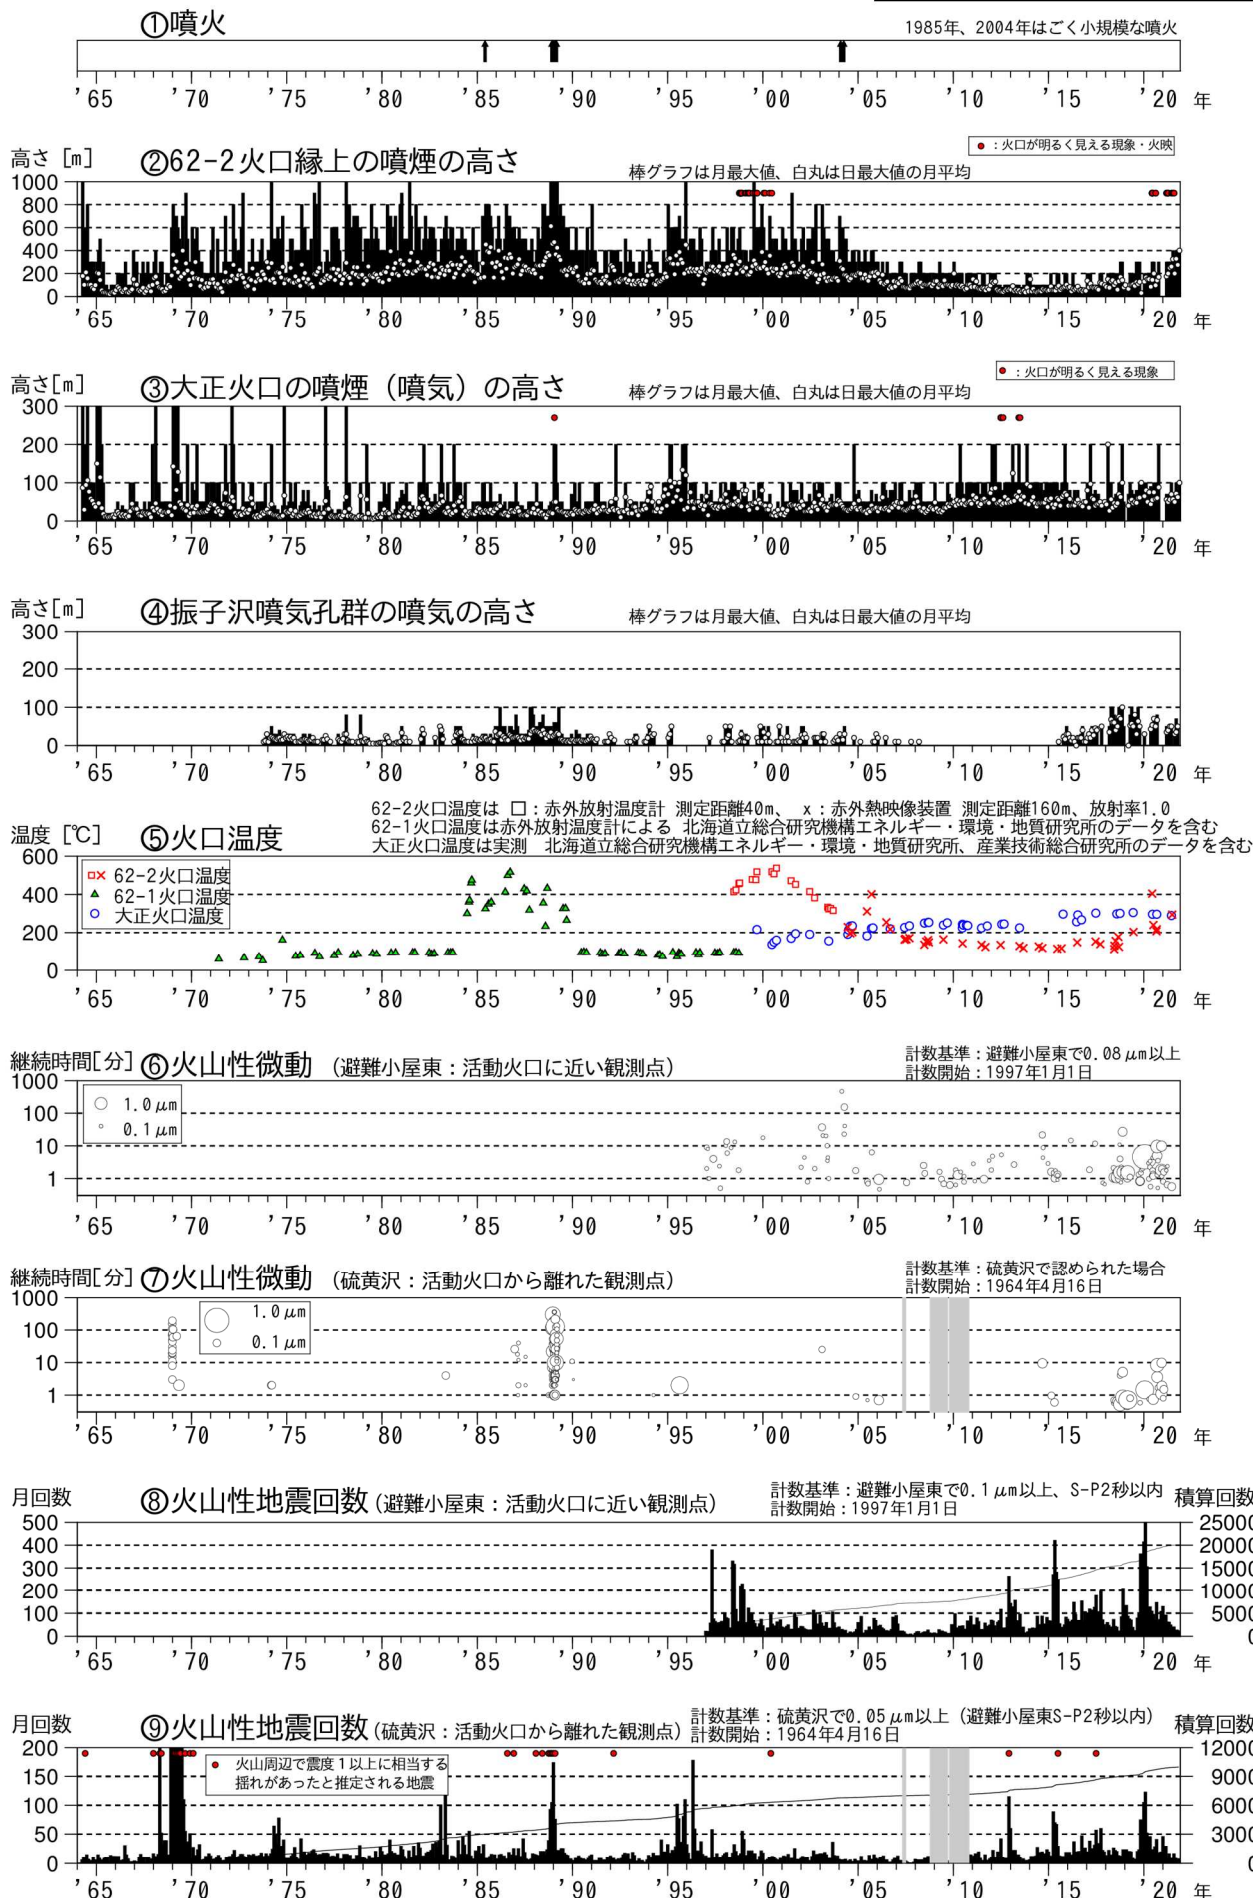 ①噴火
1985年、2004年はごく小規模な噴火
'65 '70 '75 '80 '85 '90 '95 '00 '05 '10 '15 '20 年
高さ[m] ②62-2火口縁上の噴煙の高さ
●:火口が明るく見える現象・火映
棒グラフは月最大値、白丸は日最大値の月平均
1000
800
600
400
200
0
'65 '70 '75 '80 '85 '90 '95 '00 '05 '10 '15 '20 年
高さ[m] ③大正火口の噴煙(噴気)の高さ
●:火口が明るく見える現象
棒グラフは月最大値、白丸は日最大値の月平均
300
200
100
0
'65 '70 '75 '80 '85 '90 '95 '00 '05 '10 '15 '20 年
高さ[m] ④振子沢噴気孔群の噴気の高さ
棒グラフは月最大値、白丸は日最大値の月平均
300
200
100
0
'65 '70 '75 '80 '85 '90 '95 '00 '05 '10 '15 '20 年
62-2火口温度は □:赤外放射温度計 測定距離40m、 x:赤外熱映像装置 測定距離160m、放射率1.0
62-1火口温度は赤外放射温度計による 北海道立総合研究機構エネルギー・環境・地質研究所のデータを含む
大正火口温度は実測 北海道立総合研究機構エネルギー・環境・地質研究所、産業技術総合研究所のデータを含む
温度[℃] ⑤火口温度
600
400
200
0
□× 62-2火口温度
▲ 62-1火口温度
○ 大正火口温度
'65 '70 '75 '80 '85 '90 '95 '00 '05 '10 '15 '20 年
継続時間[分] ⑥火山性微動 (避難小屋東:活動火口に近い観測点)
計数基準:避難小屋東で0.08μm以上
計数開始:1997年1月1日
1000
100
10
1
○ 1.0μm
○ 0.1μm
'65 '70 '75 '80 '85 '90 '95 '00 '05 '10 '15 '20 年
継続時間[分] ⑦火山性微動 (硫黄沢:活動火口から離れた観測点)
計数基準:硫黄沢で認められた場合
計数開始:1964年4月16日
1000
100
10
1
○ 1.0μm
○ 0.1μm
'65 '70 '75 '80 '85 '90 '95 '00 '05 '10 '15 '20 年
月回数 ⑧火山性地震回数(避難小屋東:活動火口に近い観測点)
計数基準:避難小屋東で0.1μm以上、S-P2秒以内
計数開始:1997年1月1日
積算回数
500 25000
400 20000
300 15000
200 10000
100 5000
0 0
'65 '70 '75 '80 '85 '90 '95 '00 '05 '10 '15 '20 年
月回数 ⑨火山性地震回数(硫黄沢:活動火口から離れた観測点)
計数基準:硫黄沢で0.05μm以上(避難小屋東S-P2秒以内)
計数開始:1964年4月16日
積算回数
200 12000
150 9000
100 6000
50 3000
0 0
● 火山周辺で震度1以上に相当する
揺れがあったと推定される地震
'65 '70 '75 '80 '85 '90 '95 '00 '05 '10 '15 '20 年